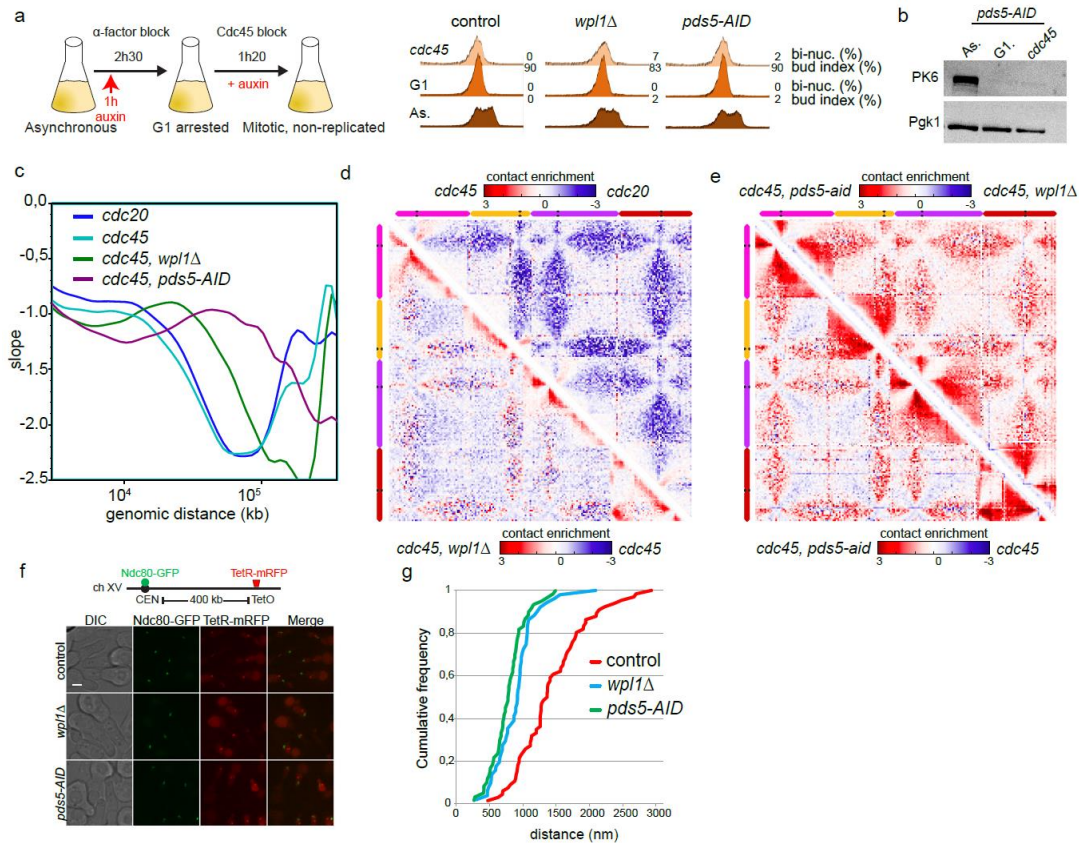 a
α-factor block
Cdc45 block
2h30
1h20
+ auxin
1h
auxin
Asynchronous
G1 arrested
Mitotic, non-replicated
control
wpl1Δ
pds5-AID
cdc45
G1
As.
0
90
0
0
7
83
0
2
2
90
0
2
bi-nuc. (%)
bud index (%)
bi-nuc. (%)
bud index (%)
b
pds5-AID
As.
G1.
cdc45
PK6
Pgk1
c
0,0
-0.5
-1.0
-1.5
-2.0
-2.5
slope
cdc20
cdc45
cdc45, wpl1Δ
cdc45, pds5-AID
10⁴
10⁵
genomic distance (kb)
d
contact enrichment
cdc45
cdc20
3 0 -3
contact enrichment
cdc45, wpl1Δ
cdc45
3 0 -3
e
contact enrichment
cdc45, pds5-aid
cdc45, wpl1Δ
3 0 -3
contact enrichment
cdc45, pds5-aid
cdc45
3 0 -3
f
Ndc80-GFP
TetR-mRFP
ch XV
CEN
400 kb
TetO
DIC
Ndc80-GFP
TetR-mRFP
Merge
control
wpl1Δ
pds5-AID
g
Cumulative frequency
1
0,8
0,6
0,4
0,2
0
control
wpl1Δ
pds5-AID
0 500 1000 1500 2000 2500 3000
distance (nm)